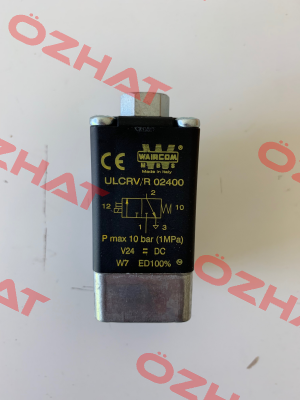 ÖZHAT
CE WAIRCOM
Made in Italy
ULCRV/R 02400
2
12 10
1 3
P max 10 bar (1MPa)
V24 DC
W7 ED100%